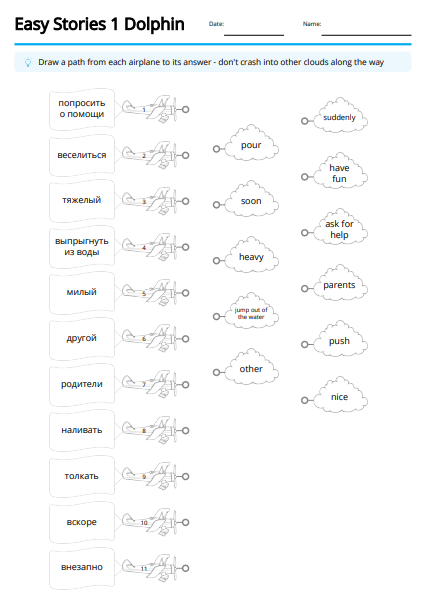 Easy Stories 1 Dolphin
Date:
Name:
Draw a path from each airplane to its answer - don't crash into other clouds along the way
попросить
о помощи
1
веселиться
2
тяжелый
3
выпрыгнуть
из воды
4
милый
5
другой
6
родители
7
наливать
8
толкать
9
вскоре
10
внезапно
11
pour
soon
heavy
jump out of
the water
other
suddenly
have
fun
ask for
help
parents
push
nice